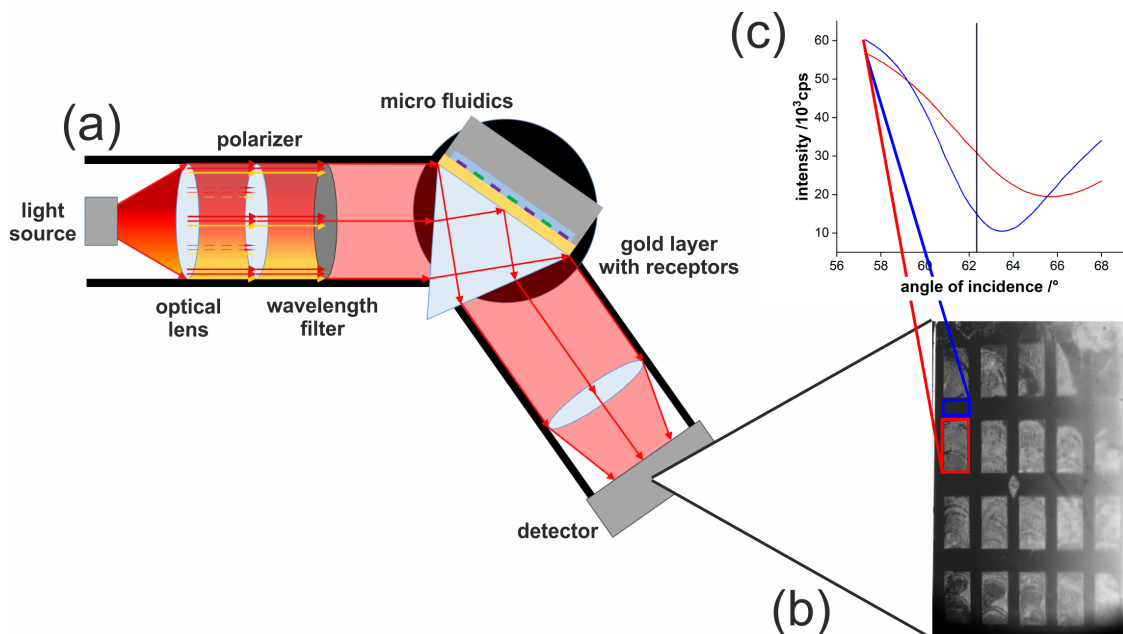 (a)
micro fluidics
polarizer
light
source
optical
lens
wavelength
filter
gold layer
with receptors
detector
(c)
intensity /10³cps
60
50
40
30
20
10
56
58
60
62
64
66
68
angle of incidence /°
(b)